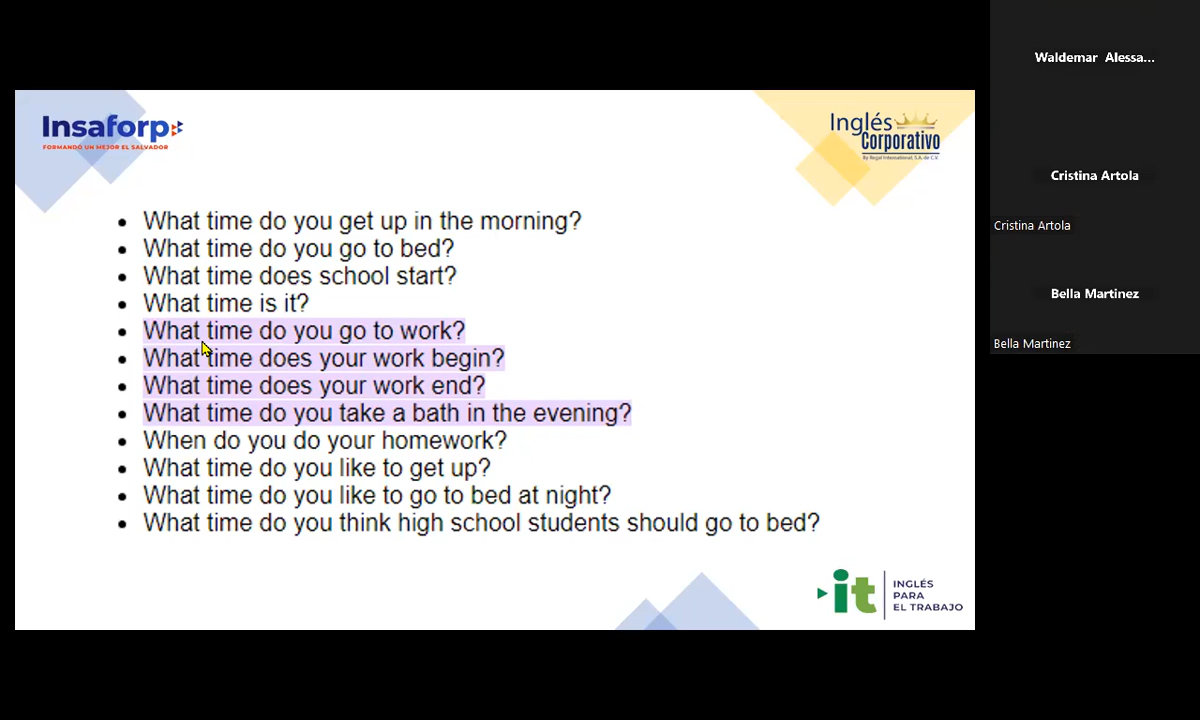 Insaforp
FORMANDO UN MEJOR EL SALVADOR
Inglés
Corporativo
By Regal International, S.A. de C.V.
• What time do you get up in the morning?
• What time do you go to bed?
• What time does school start?
• What time is it?
• What time do you go to work?
• What time does your work begin?
• What time does your work end?
• What time do you take a bath in the evening?
• When do you do your homework?
• What time do you like to get up?
• What time do you like to go to bed at night?
• What time do you think high school students should go to bed?
it
INGLÉS
PARA
EL TRABAJO
Waldemar Alessa...
Cristina Artola
Cristina Artola
Bella Martinez
Bella Martinez